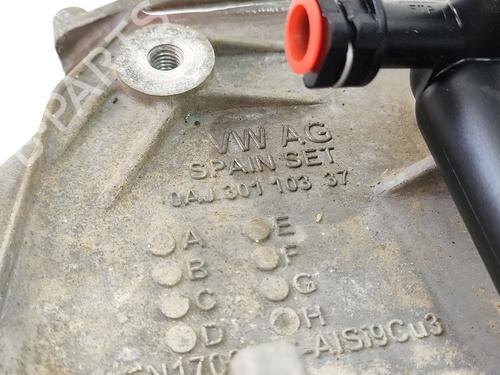 VW AG
SPAIN SET
0AJ 301 103 37
A E
B F
C G
D H
AlSi9Cu3